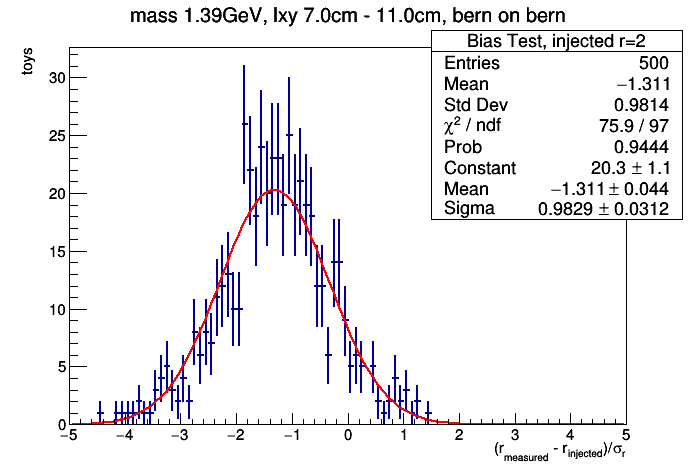 mass 1.39GeV, lxy 7.0cm - 11.0cm, bern on bern
Bias Test, injected r=2
Entries 500
Mean −1.311
Std Dev 0.9814
χ² / ndf 75.9 / 97
Prob 0.9444
Constant 20.3 ± 1.1
Mean −1.311 ± 0.044
Sigma 0.9829 ± 0.0312
toys
30
25
20
15
10
5
0
−5 −4 −3 −2 −1 0 1 2 3 4 5
(r_measured - r_injected)/σ_r